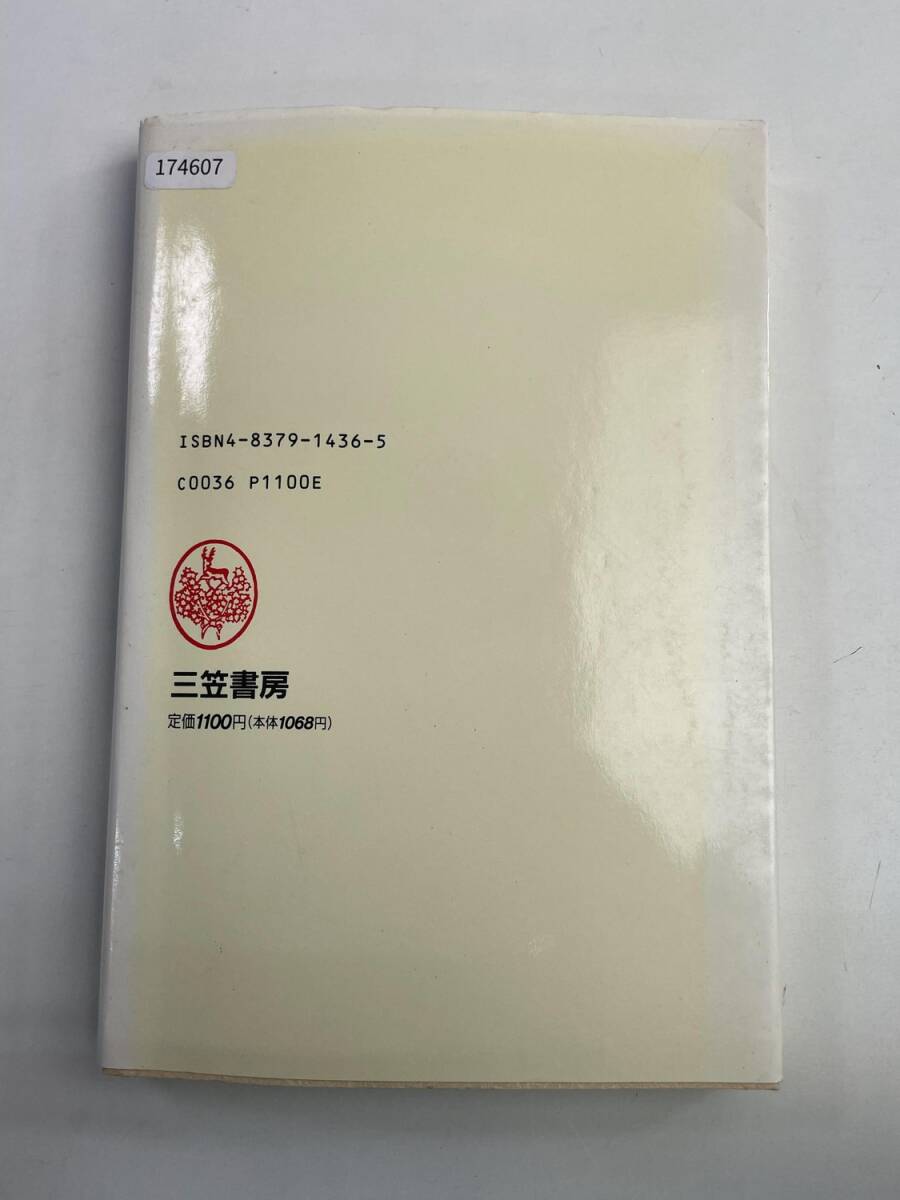 174607
ISBN4-8379-1436-5
C0036 P1100E
三笠書房
定価1100円(本体1068円)